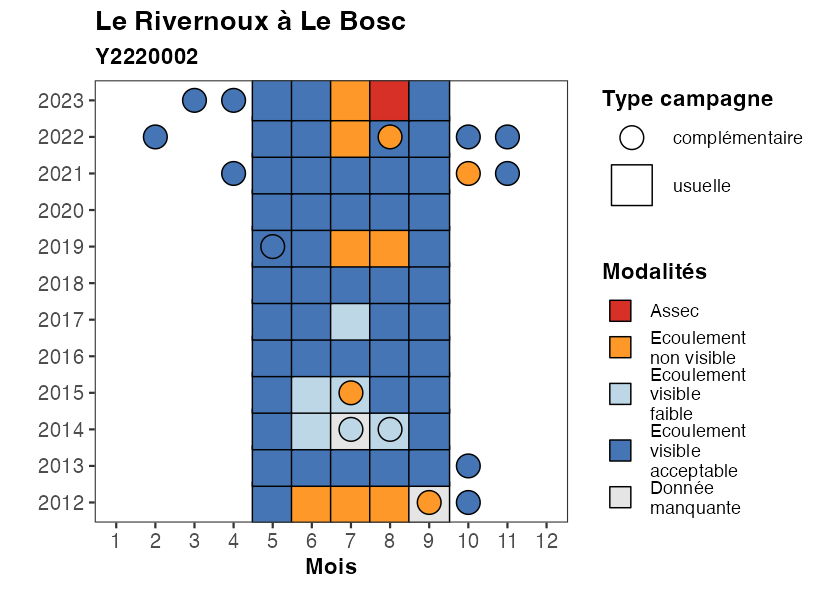 Le Rivernoux à Le Bosc
Y2220002
2023
2022
2021
2020
2019
2018
2017
2016
2015
2014
2013
2012
1 2 3 4 5 6 7 8 9 10 11 12
Mois
Type campagne
complémentaire
usuelle
Modalités
Assec
Ecoulement
non visible
Ecoulement
visible
faible
Ecoulement
visible
acceptable
Donnée
manquante